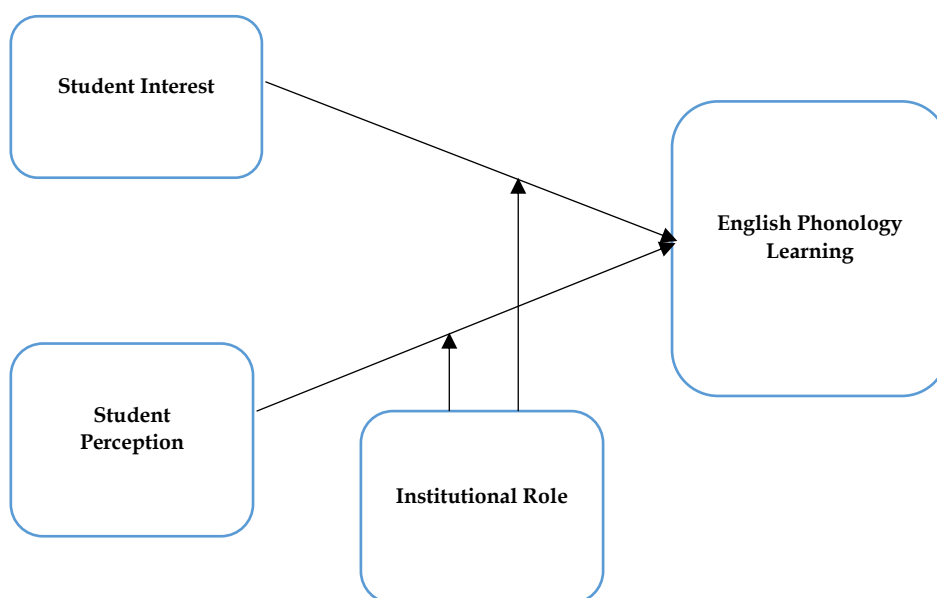 Student Interest
English Phonology
Learning
Student
Perception
Institutional Role